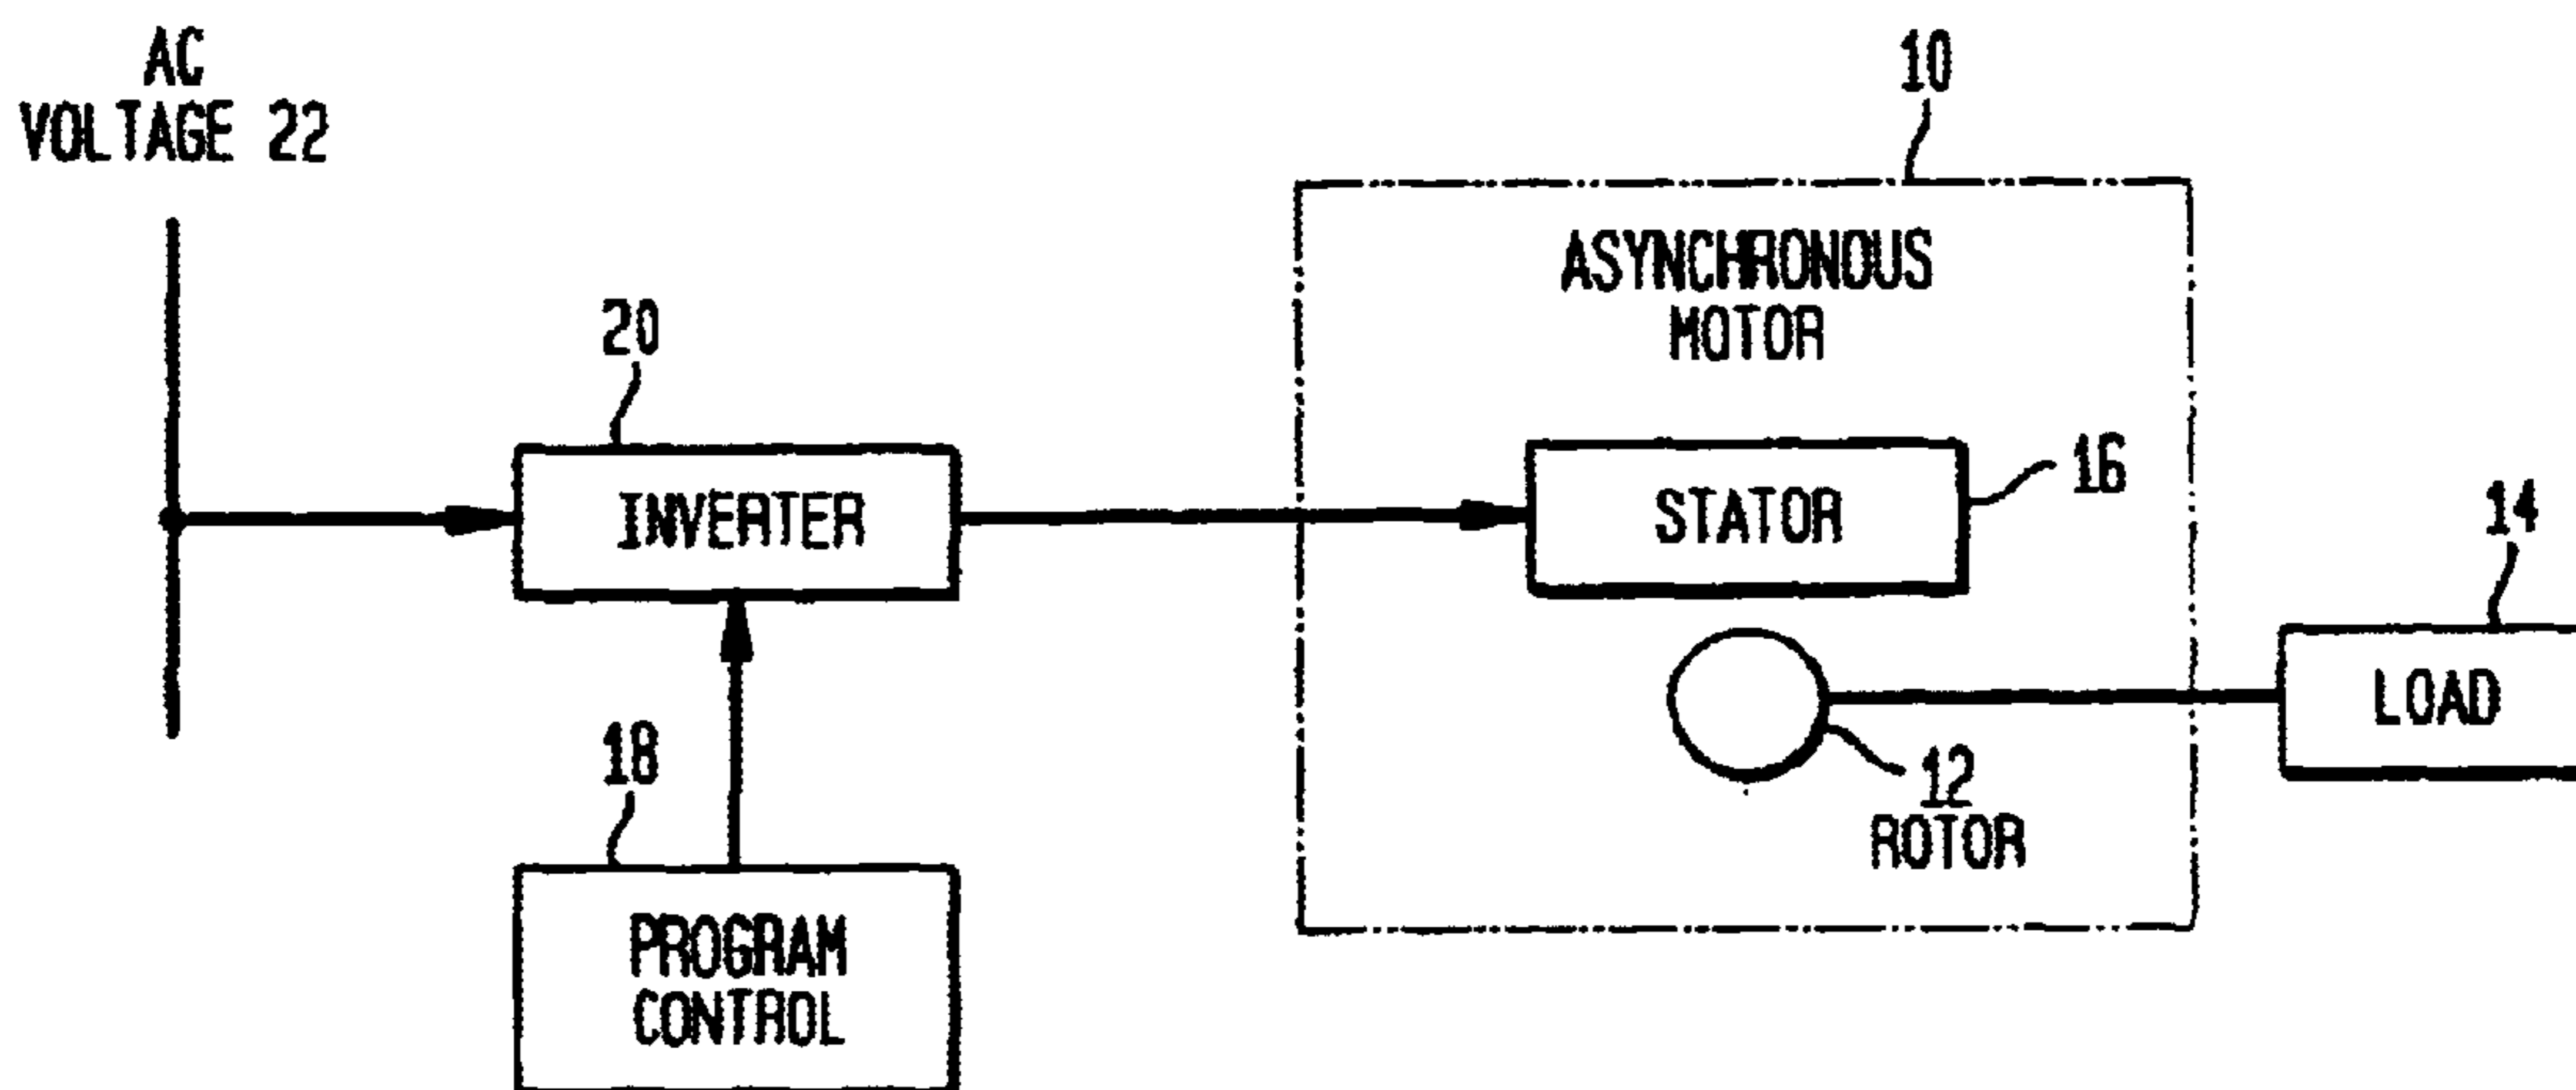 AC
VOLTAGE 22
10
ASYNCHRONOUS
MOTOR
20
INVERTER
STATOR
16
14
LOAD
12
ROTOR
18
PROGRAM
CONTROL